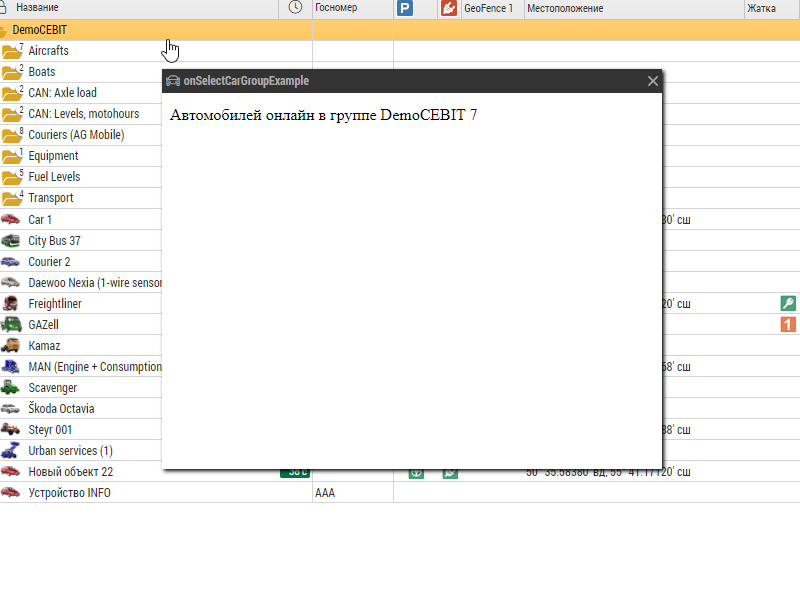 Название Госномер P GeoFence 1 Местоположение Жатка
DemoCEBIT
7 Aircrafts
2 Boats
2 CAN: Axle load
2 CAN: Levels, motohours
8 Couriers (AG Mobile)
1 Equipment
5 Fuel Levels
4 Transport
onSelectCarGroupExample
Автомобилей онлайн в группе DemoCEBIT 7
Car 1 30' сш
City Bus 37
Courier 2
Daewoo Nexia (1-wire sensor
Freightliner 20' сш
GAZell 1
Kamaz
MAN (Engine + Consumption 58' сш
Scavenger
Škoda Octavia
Steyr 001 38' сш
Urban services (1)
Новый объект 22 50° 35.58380' вд, 55° 41.17120' сш
Устройство INFO AAA